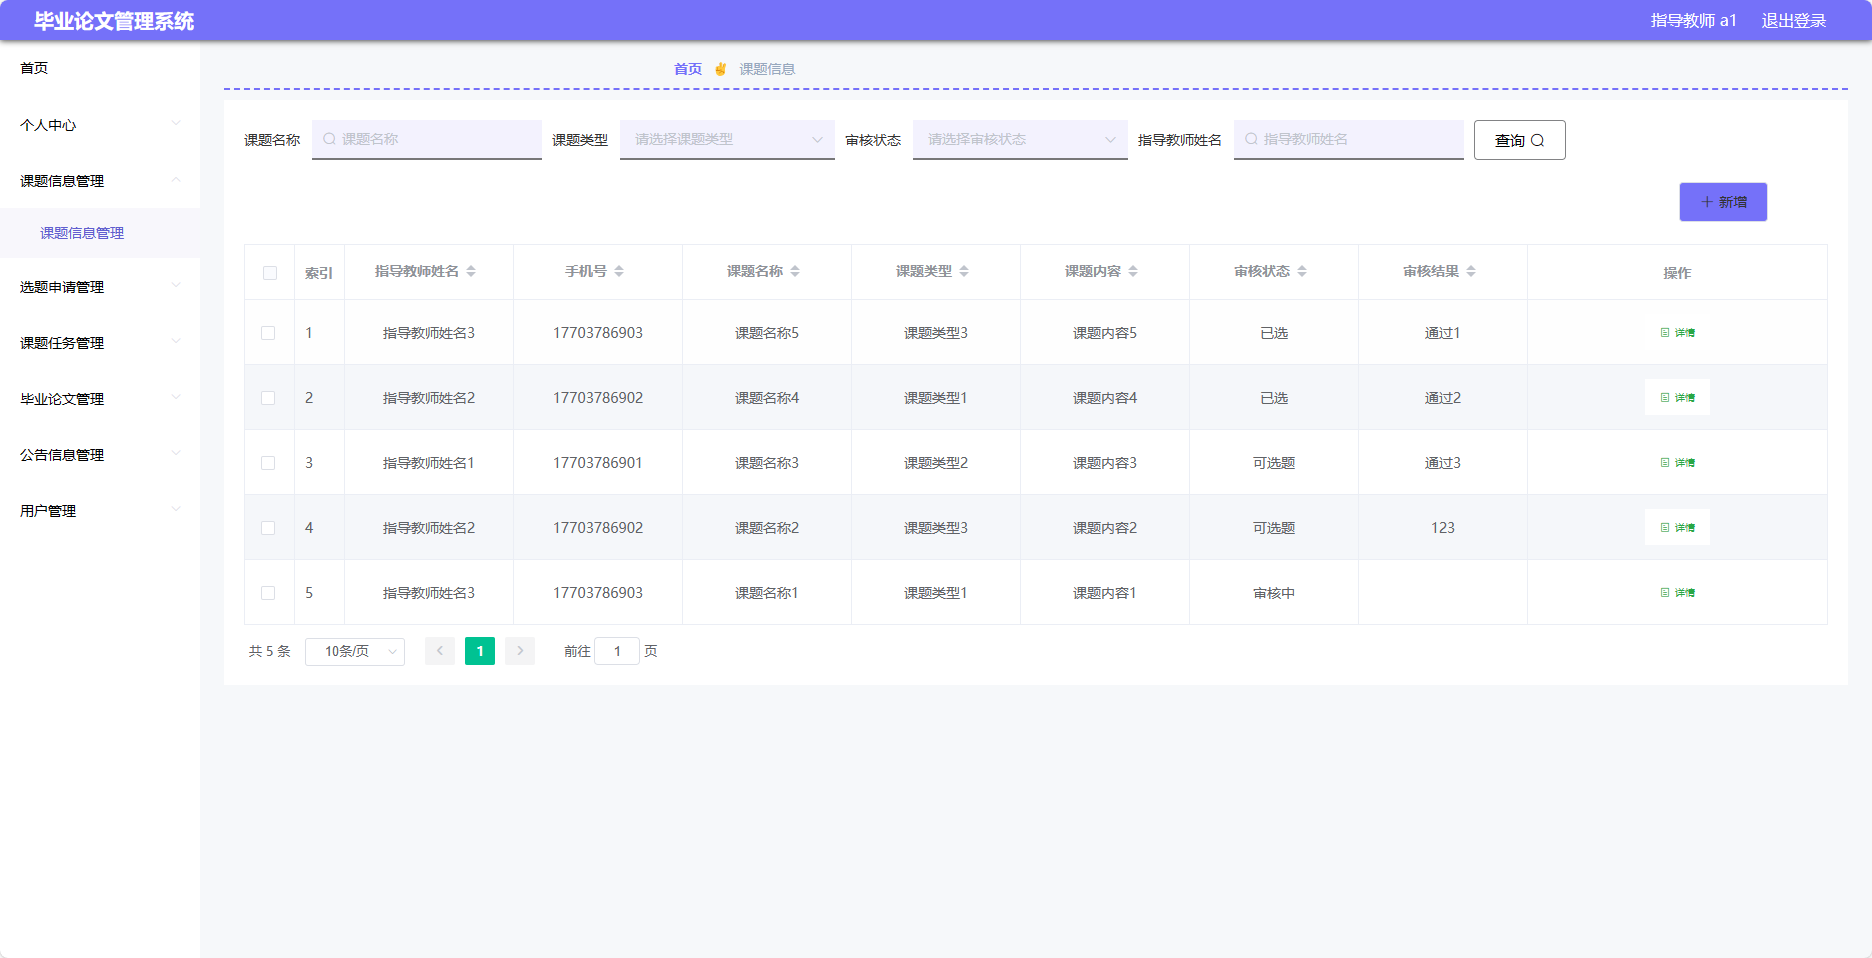 毕业论文管理系统
指导教师 a1 退出登录
首页
个人中心
课题信息管理
课题信息管理
选题申请管理
课题任务管理
毕业论文管理
公告信息管理
用户管理
首页 课题信息
课题名称 课题名称 课题类型 请选择课题类型 审核状态 请选择审核状态 指导教师姓名 指导教师姓名 查询
新增
索引 指导教师姓名 手机号 课题名称 课题类型 课题内容 审核状态 审核结果 操作
1 指导教师姓名3 17703786903 课题名称5 课题类型3 课题内容5 已选 通过1 详情
2 指导教师姓名2 17703786902 课题名称4 课题类型1 课题内容4 已选 通过2 详情
3 指导教师姓名1 17703786901 课题名称3 课题类型2 课题内容3 可选题 通过3 详情
4 指导教师姓名2 17703786902 课题名称2 课题类型3 课题内容2 可选题 123 详情
5 指导教师姓名3 17703786903 课题名称1 课题类型1 课题内容1 审核中 详情
共 5 条 10条/页 1 前往 1 页